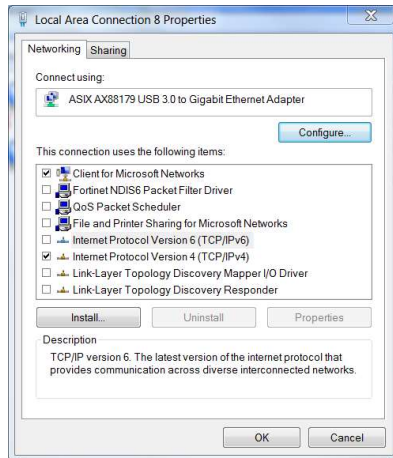 Local Area Connection 8 Properties
Networking
Sharing
Connect using:
ASIX AX88179 USB 3.0 to Gigabit Ethernet Adapter
Configure...
This connection uses the following items:
Client for Microsoft Networks
Fortinet NDIS6 Packet Filter Driver
QoS Packet Scheduler
File and Printer Sharing for Microsoft Networks
Internet Protocol Version 6 (TCP/IPv6)
Internet Protocol Version 4 (TCP/IPv4)
Link-Layer Topology Discovery Mapper I/O Driver
Link-Layer Topology Discovery Responder
Install...
Uninstall
Properties
Description
TCP/IP version 6. The latest version of the internet protocol that
provides communication across diverse interconnected networks.
OK
Cancel